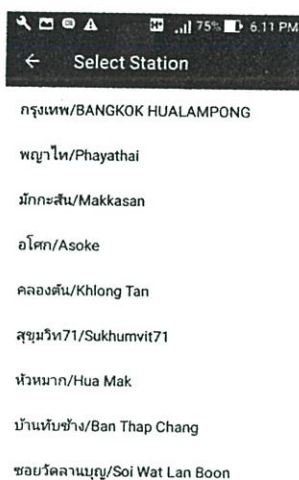 75% 6:11 PM
Select Station
กรุงเทพ/BANGKOK HUALAMPONG
พญาไท/Phayathai
มักกะสัน/Makkasan
อโศก/Asoke
คลองตัน/Khlong Tan
สุขุมวิท71/Sukhumvit71
หัวหมาก/Hua Mak
บ้านทับช้าง/Ban Thap Chang
ซอยวัดลานบุญ/Soi Wat Lan Boon